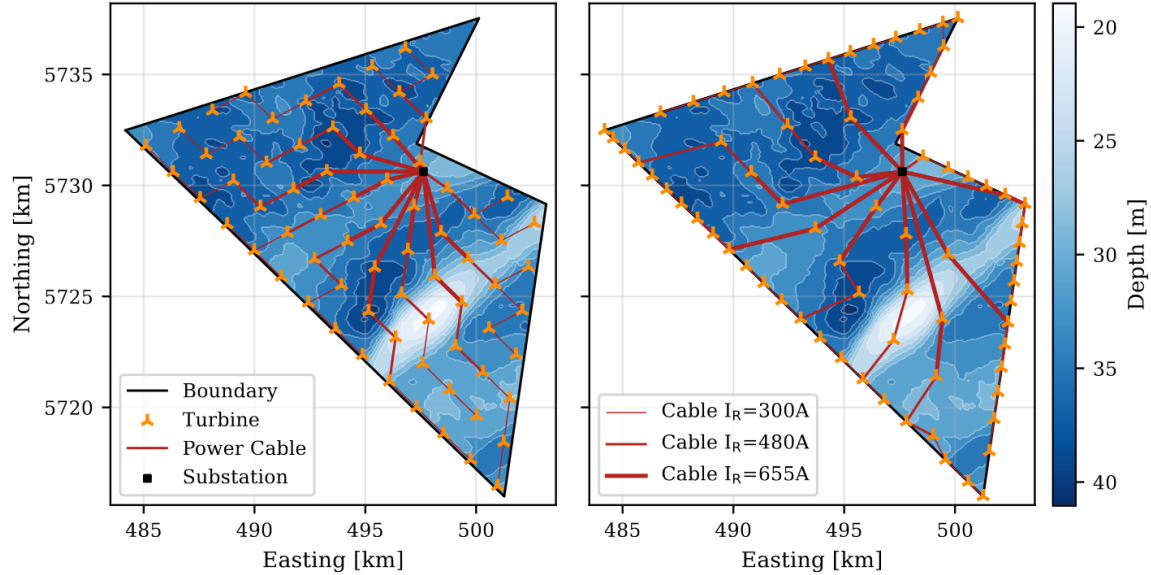 5735
5730
5725
5720
Northing [km]
485
490
495
500
Easting [km]
Boundary
Turbine
Power Cable
Substation
485
490
495
500
Easting [km]
Cable I_R=300A
Cable I_R=480A
Cable I_R=655A
20
25
30
35
40
Depth [m]